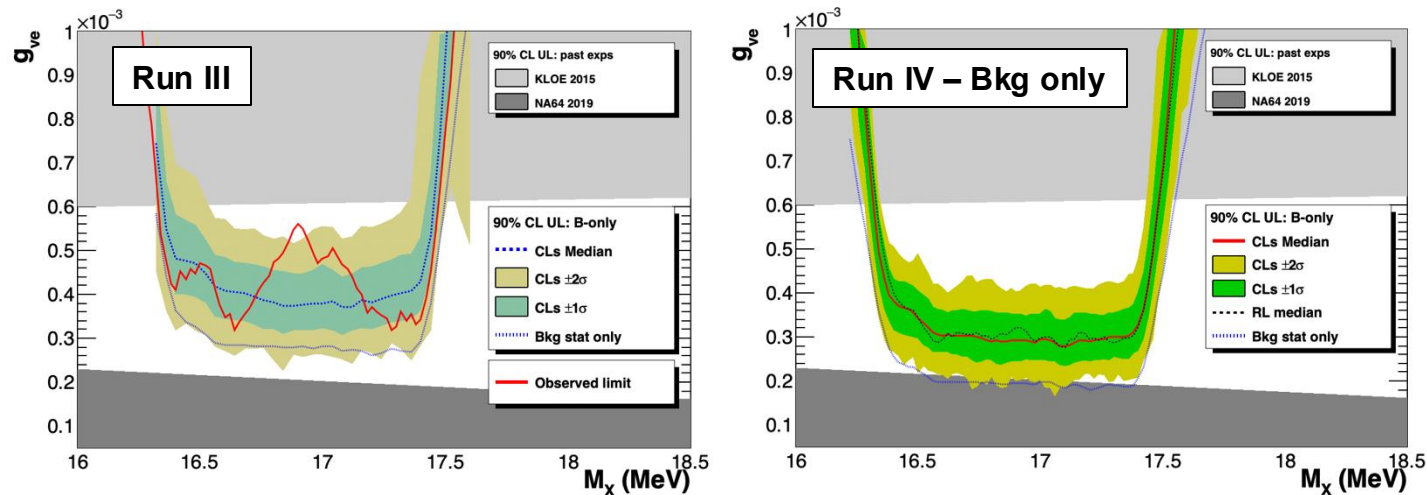 ×10⁻³
g_ve
1
0.9
0.8
0.7
0.6
0.5
0.4
0.3
0.2
0.1
16
16.5
17
17.5
18
18.5
M_X (MeV)
Run III
90% CL UL: past exps
KLOE 2015
NA64 2019
90% CL UL: B-only
CLs Median
CLs ±2σ
CLs ±1σ
Bkg stat only
Observed limit
×10⁻³
g_ve
1
0.9
0.8
0.7
0.6
0.5
0.4
0.3
0.2
0.1
16
16.5
17
17.5
18
18.5
M_X (MeV)
Run IV – Bkg only
90% CL UL: past exps
KLOE 2015
NA64 2019
90% CL UL: B-only
CLs Median
CLs ±2σ
CLs ±1σ
RL median
Bkg stat only